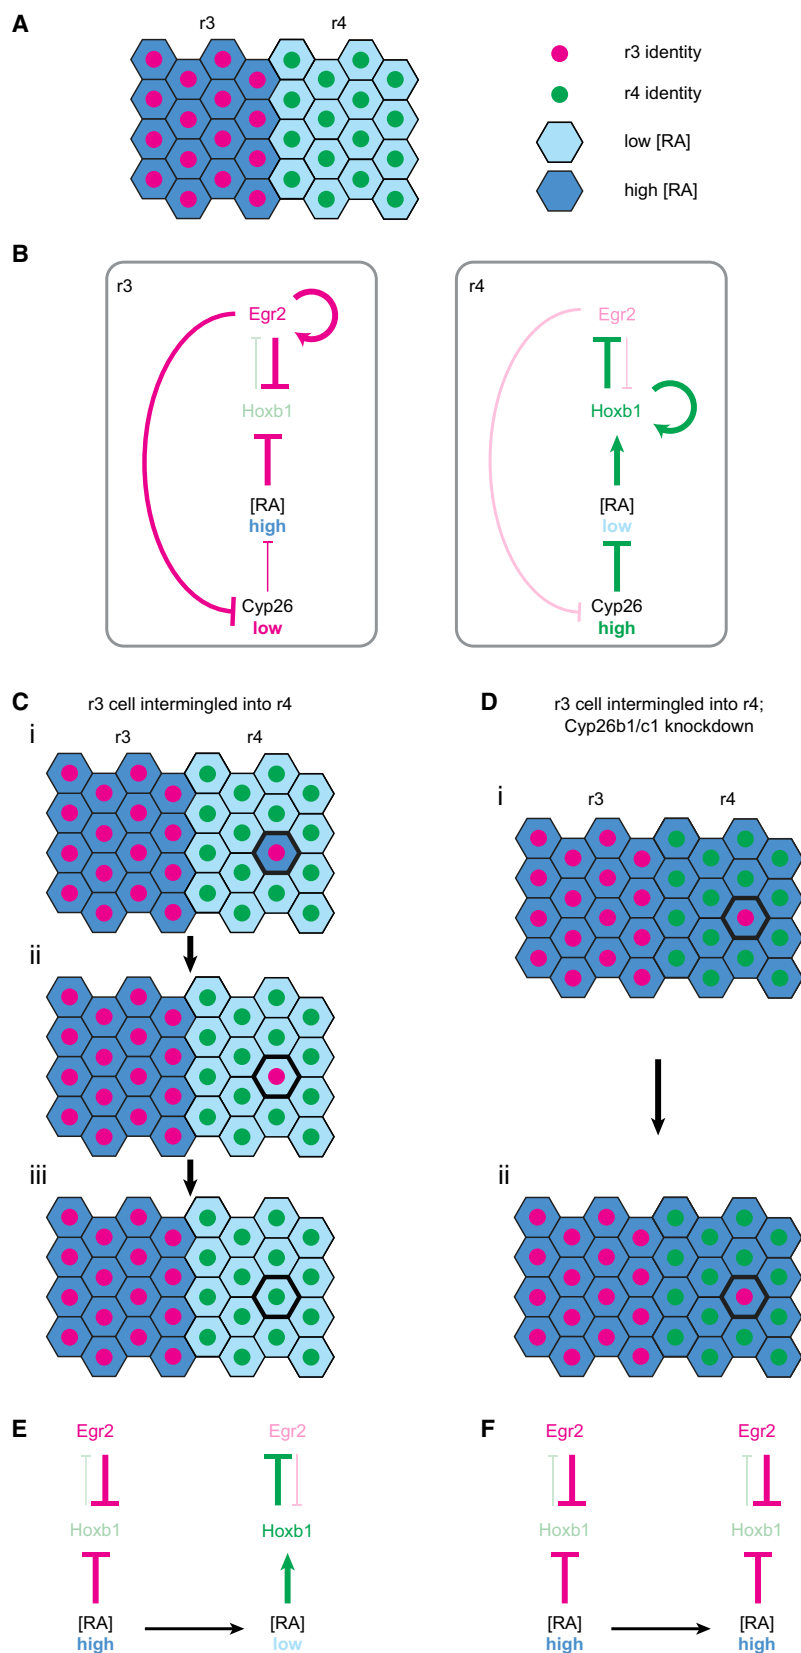 A
r3
r4
r3 identity
r4 identity
low [RA]
high [RA]
B
r3
Egr2
Hoxb1
[RA]
high
Cyp26
low
r4
Egr2
Hoxb1
[RA]
low
Cyp26
high
C
r3 cell intermingled into r4
i
r3
r4
ii
iii
D
r3 cell intermingled into r4;
Cyp26b1/c1 knockdown
i
r3
r4
ii
E
Egr2
Hoxb1
[RA]
high
Egr2
Hoxb1
[RA]
low
F
Egr2
Hoxb1
[RA]
high
Egr2
Hoxb1
[RA]
high